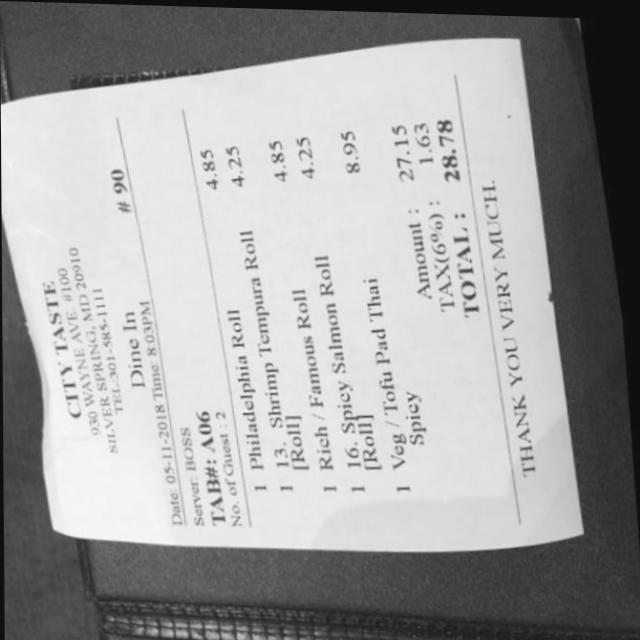 CITY TASTE
930 WAYNE AVE. #100
SILVER SPRING, MD 20910
TEL:301-585-1111
Dine In # 90
Date: 05-11-2018 Time: 8:03PM
Server: BOSS
TAB#: A06
No. of Guest : 2
1 Philadelphia Roll 4.85
1 13. Shrimp Tempura Roll 4.25
[Roll]
1 Rich / Famous Roll 4.85
1 16. Spicy Salmon Roll 4.25
[Roll]
1 Veg / Tofu Pad Thai 8.95
Spicy
Amount : 27.15
TAX(6%) : 1.63
TOTAL : 28.78
THANK YOU VERY MUCH.